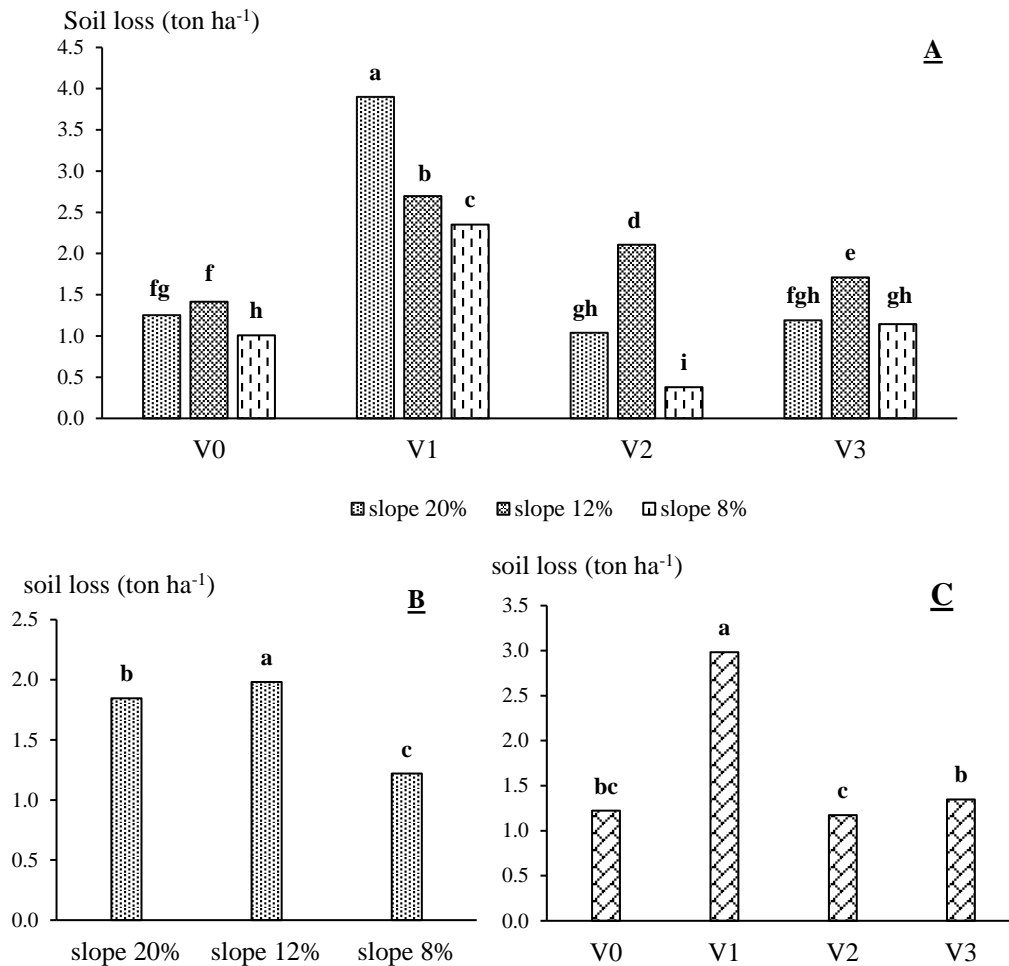 Soil loss (ton ha⁻¹)
A
4.5
4.0
3.5
3.0
2.5
2.0
1.5
1.0
0.5
0.0
fg f h a b c gh d i fgh e gh
V0 V1 V2 V3
slope 20% slope 12% slope 8%
soil loss (ton ha⁻¹)
B
2.5
2.0
1.5
1.0
0.5
0.0
b a c
slope 20% slope 12% slope 8%
soil loss (ton ha⁻¹)
C
3.5
3.0
2.5
2.0
1.5
1.0
0.5
0.0
bc a c b
V0 V1 V2 V3